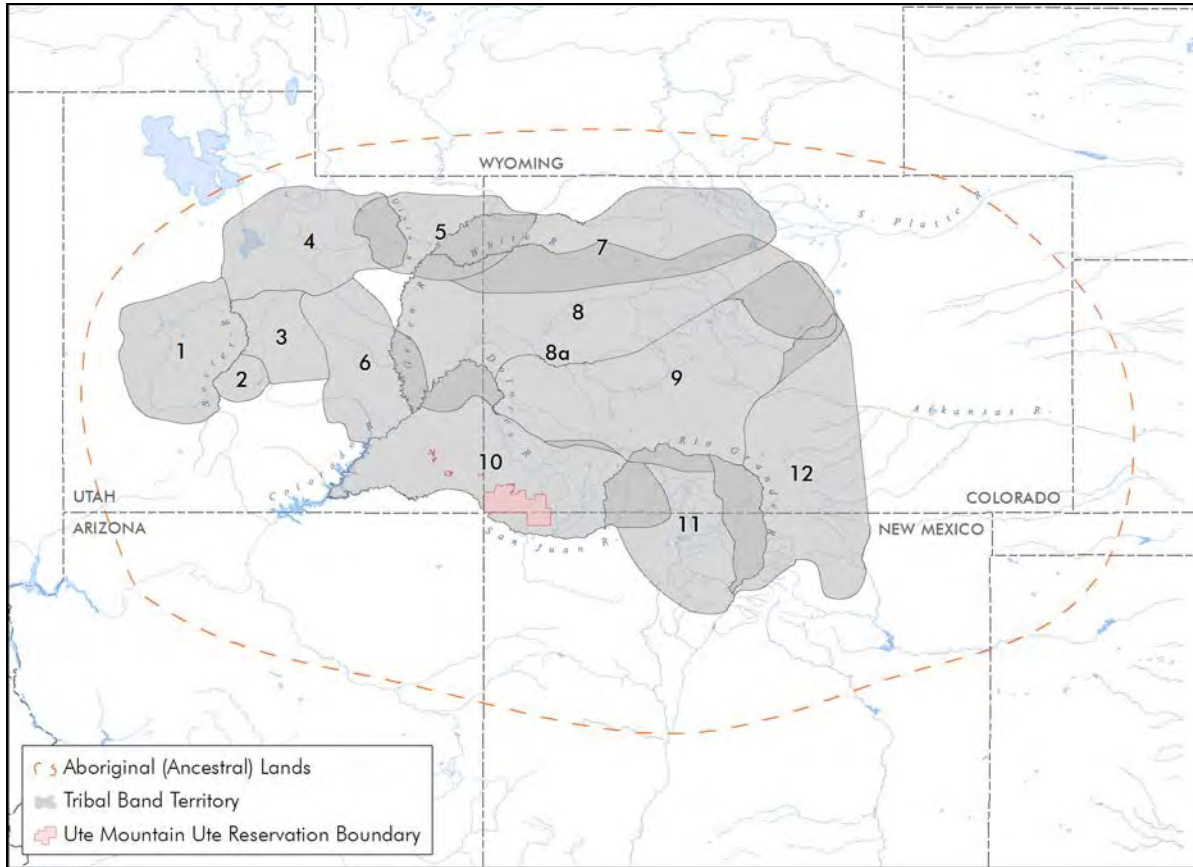 WYOMING
S. Platte R.
4
5
White R.
7
1
3
8
Green R.
2
6
8a
9
Dolores R.
Arkansas R.
Colorado R.
10
Rio Grande R.
12
UTAH
COLORADO
ARIZONA
San Juan R.
11
NEW MEXICO
Aboriginal (Ancestral) Lands
Tribal Band Territory
Ute Mountain Ute Reservation Boundary